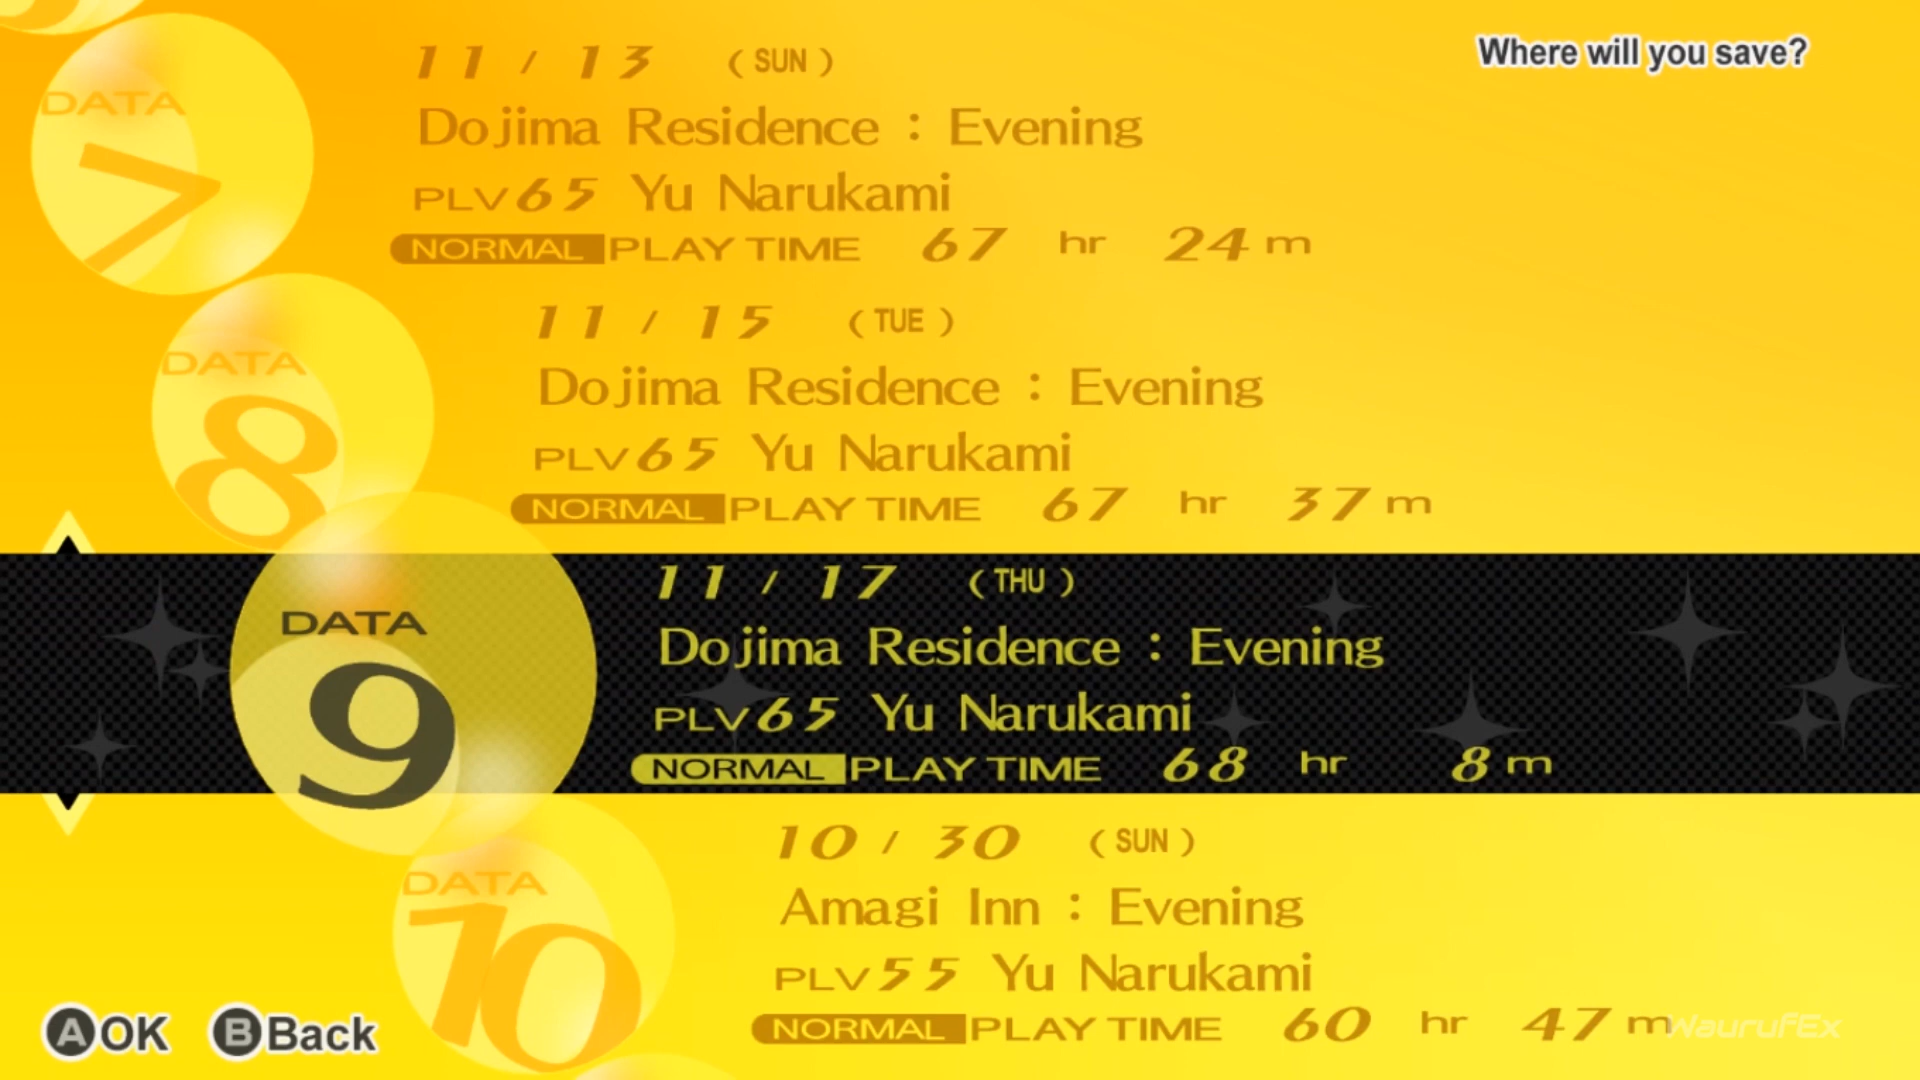 Where will you save?
DATA 7
11 / 13 (SUN)
Dojima Residence : Evening
PLV 65 Yu Narukami
NORMAL PLAY TIME 67 hr 24 m
DATA 8
11 / 15 (TUE)
Dojima Residence : Evening
PLV 65 Yu Narukami
NORMAL PLAY TIME 67 hr 37 m
DATA 9
11 / 17 (THU)
Dojima Residence : Evening
PLV 65 Yu Narukami
NORMAL PLAY TIME 68 hr 8 m
DATA 10
10 / 30 (SUN)
Amagi Inn : Evening
PLV 55 Yu Narukami
NORMAL PLAY TIME 60 hr 47 m
A OK B Back
WaurufEx